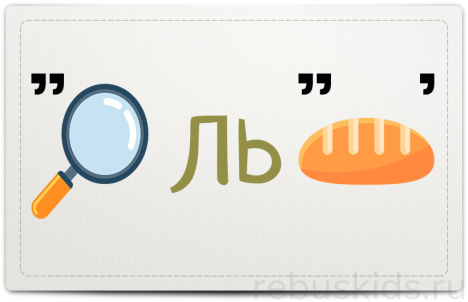 ,, ,, ,
ЛЬ
rebuskids.ru